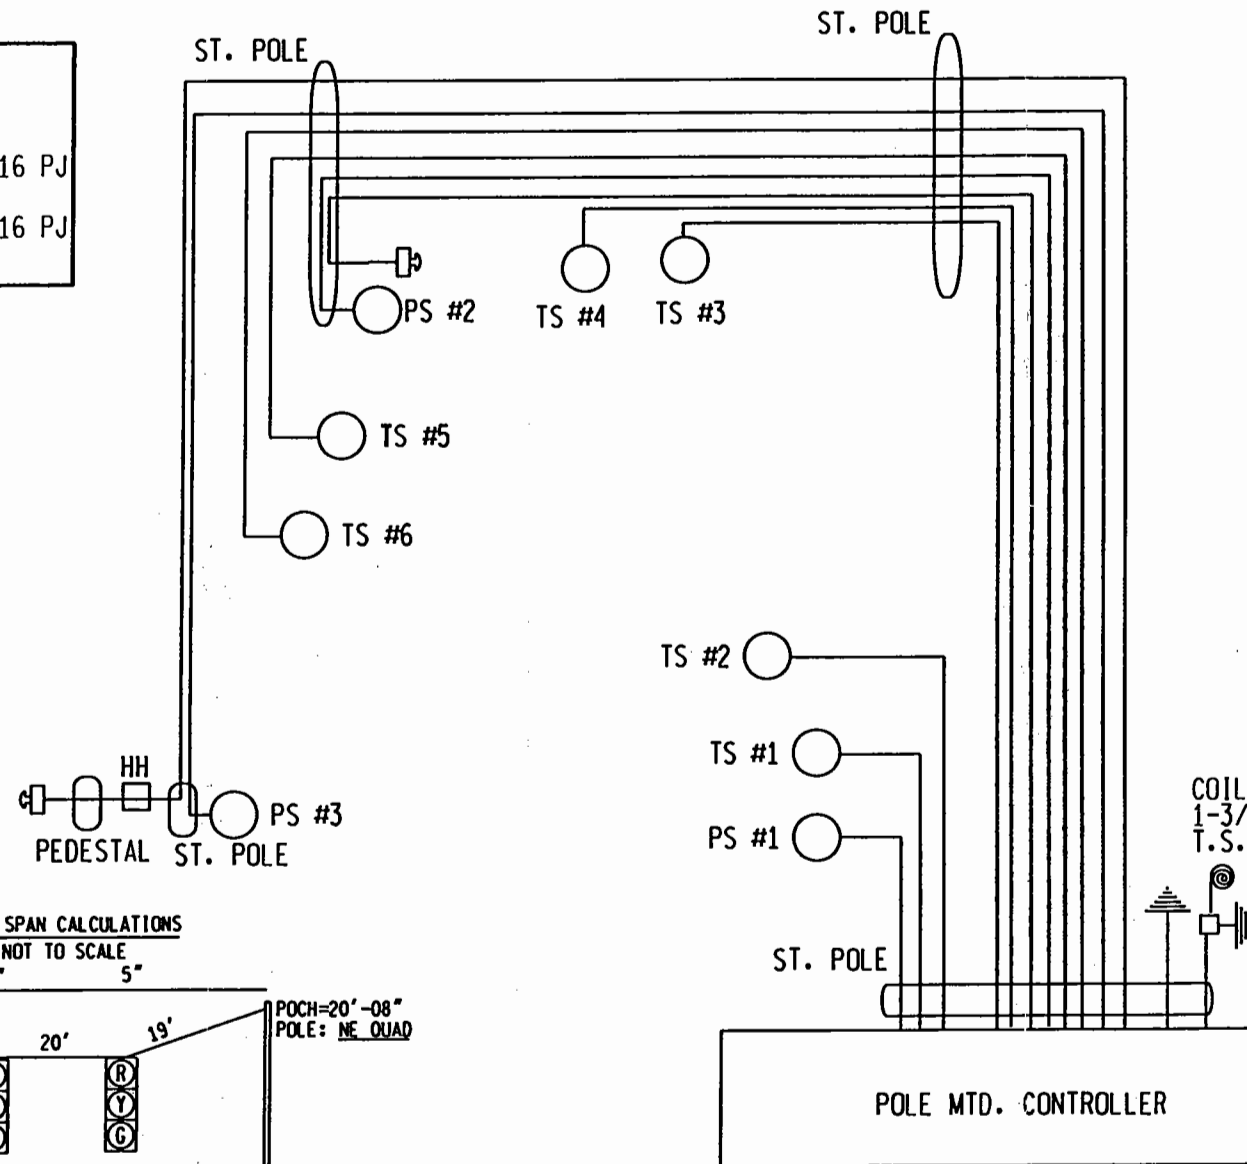 ST. POLE
ST. POLE
16 PJ
16 PJ
PS #2
TS #4
TS #3
TS #5
TS #6
TS #2
TS #1
PS #1
HH
PS #3
PEDESTAL
ST. POLE
COIL
1-3/
T.S.
SPAN CALCULATIONS
NOT TO SCALE
5"
ST. POLE
POCH=20'-08"
POLE: NE QUAD
20'
19'
R
Y
G
POLE MTD. CONTROLLER